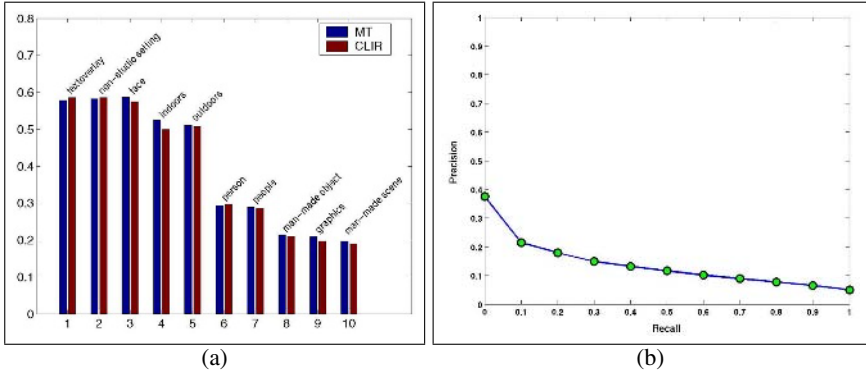 0.8
0.7
0.6
0.5
0.4
0.3
0.2
0.1
0
MT
CLIR
textoverlay
non-studio setting
face
indoors
outdoors
person
people
man-made object
graphics
man-made scene
1 2 3 4 5 6 7 8 9 10
(a)
1
0.9
0.8
0.7
0.6
0.5
0.4
0.3
0.2
0.1
0
Precision
0 0.1 0.2 0.3 0.4 0.5 0.6 0.7 0.8 0.9 1
Recall
(b)